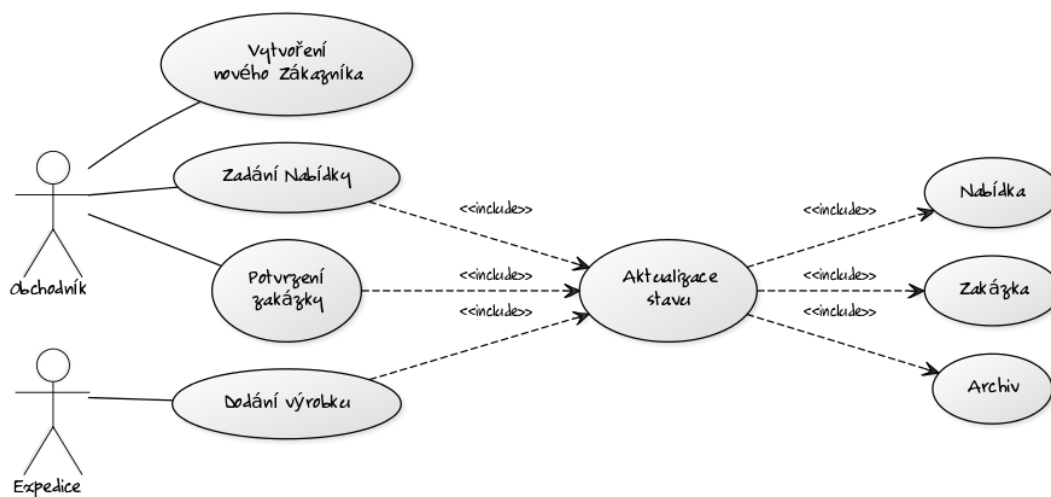 Vytvoření
nového Zákazníka
Zadání Nabídky
<<include>>
<<include>>
Nabídka
Obchodník
Potvrzení
zakázky
<<include>>
Aktualizace
stavu
<<include>>
Zakázka
<<include>>
<<include>>
Dodání výrobku
Archiv
Expedice